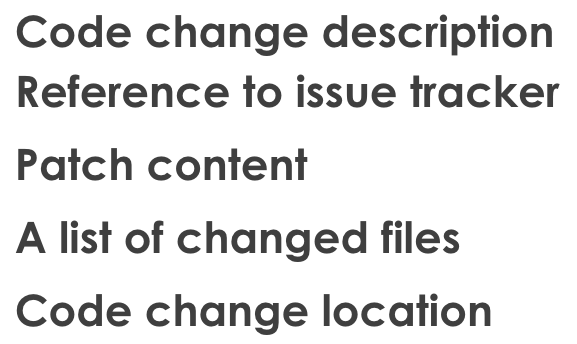 Code change description
Reference to issue tracker
Patch content
A list of changed files
Code change location